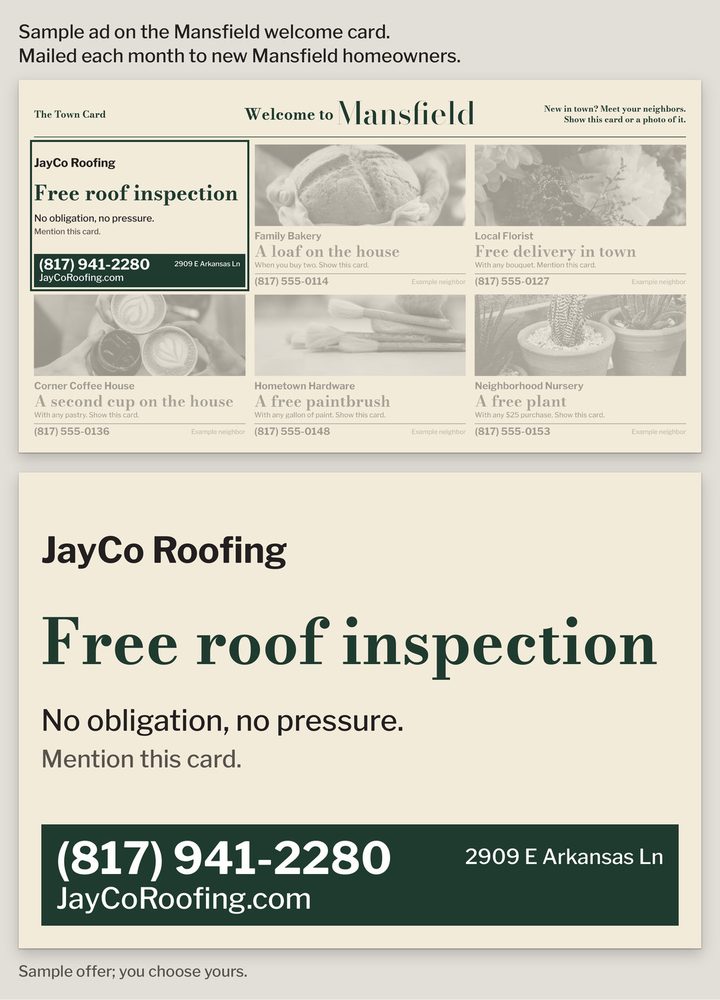 Sample ad on the Mansfield welcome card.
Mailed each month to new Mansfield homeowners.
The Town Card
Welcome to Mansfield
New in town? Meet your neighbors.
Show this card or a photo of it.
JayCo Roofing
Free roof inspection
No obligation, no pressure.
Mention this card.
(817) 941-2280
2909 E Arkansas Ln
JayCoRoofing.com
Family Bakery
A loaf on the house
When you buy two. Show this card.
(817) 555-0114
Example neighbor
Local Florist
Free delivery in town
With any bouquet. Mention this card.
(817) 555-0127
Example neighbor
Corner Coffee House
A second cup on the house
With any pastry. Show this card.
(817) 555-0136
Example neighbor
Hometown Hardware
A free paintbrush
With any gallon of paint. Show this card.
(817) 555-0148
Example neighbor
Neighborhood Nursery
A free plant
With any $25 purchase. Show this card.
(817) 555-0153
Example neighbor
JayCo Roofing
Free roof inspection
No obligation, no pressure.
Mention this card.
(817) 941-2280
2909 E Arkansas Ln
JayCoRoofing.com
Sample offer; you choose yours.